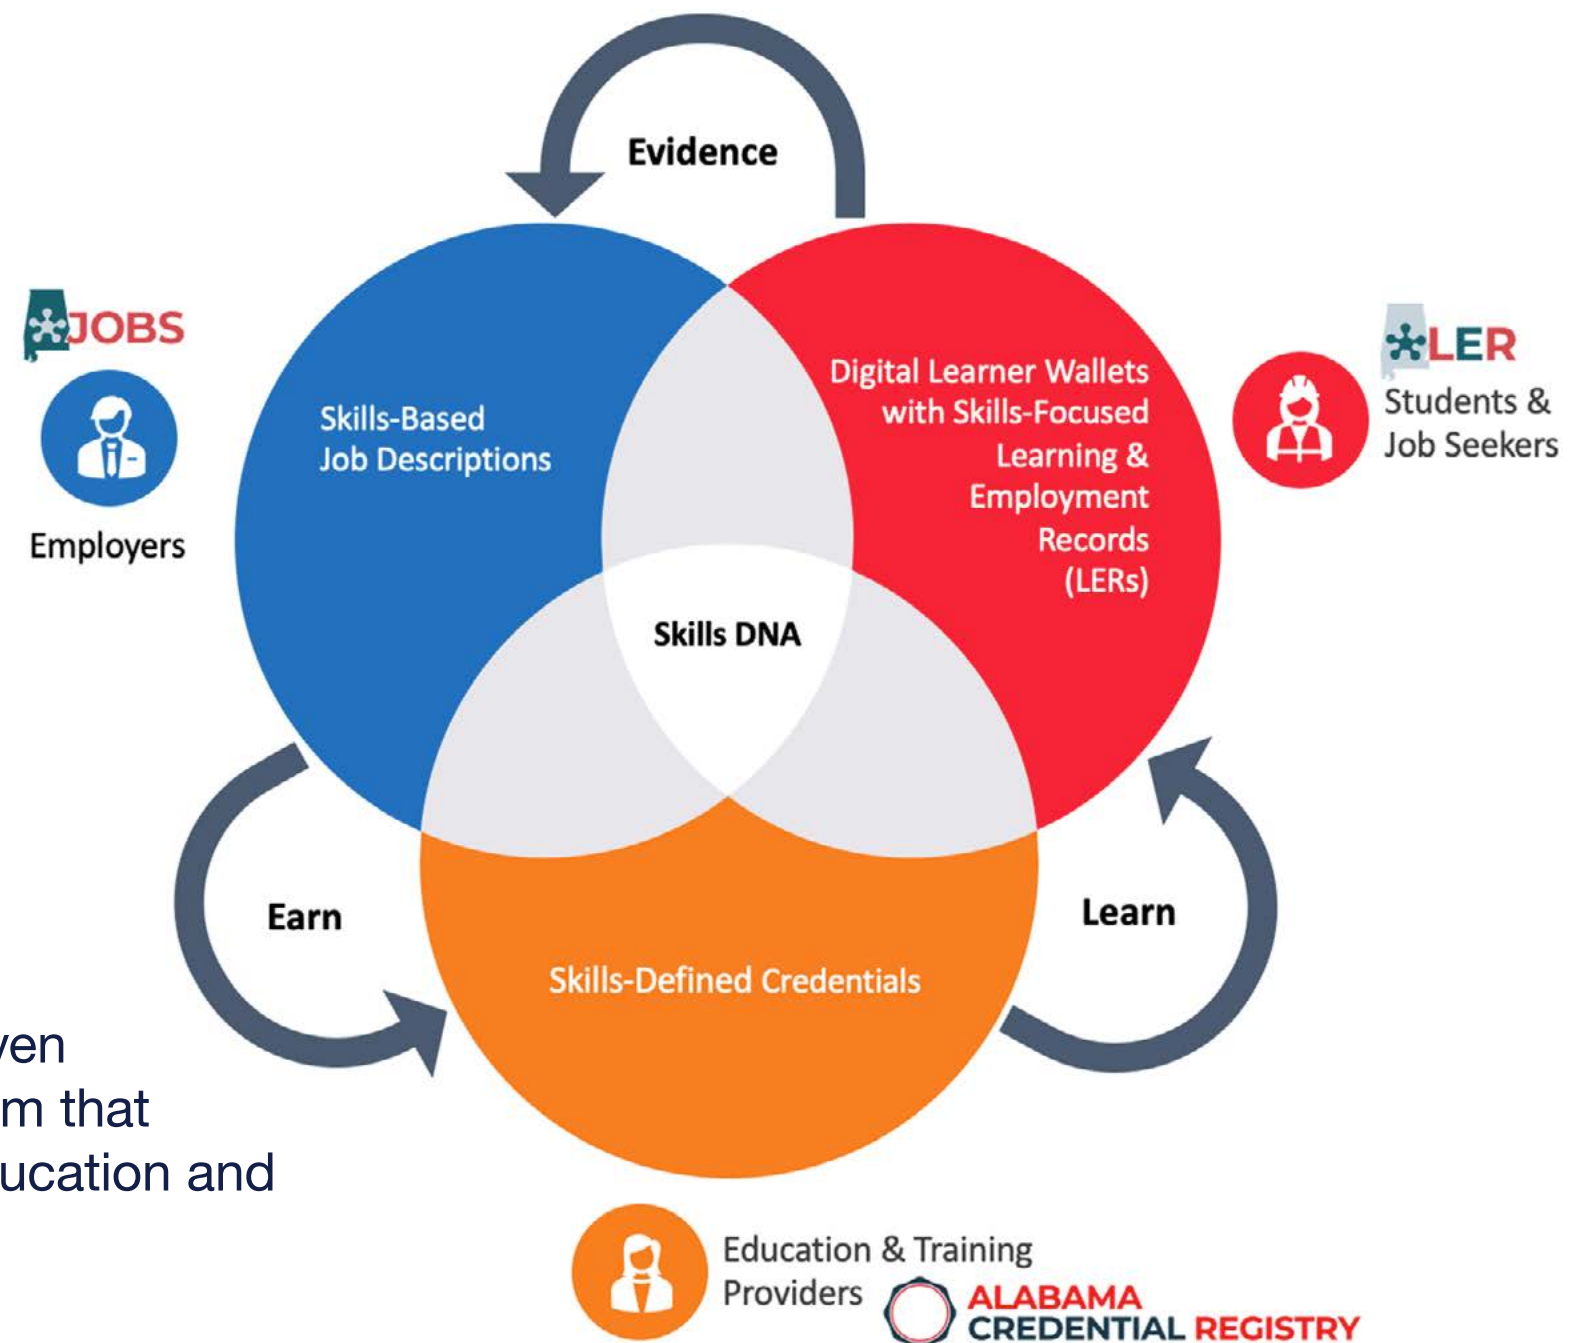 Evidence
JOBS
Employers
Skills-Based
Job Descriptions
Digital Learner Wallets
with Skills-Focused
Learning &
Employment
Records
(LERs)
LER
Students &
Job Seekers
Skills DNA
Earn
Learn
Skills-Defined Credentials
ven
m that
ucation and
Education & Training
Providers
ALABAMA
CREDENTIAL REGISTRY